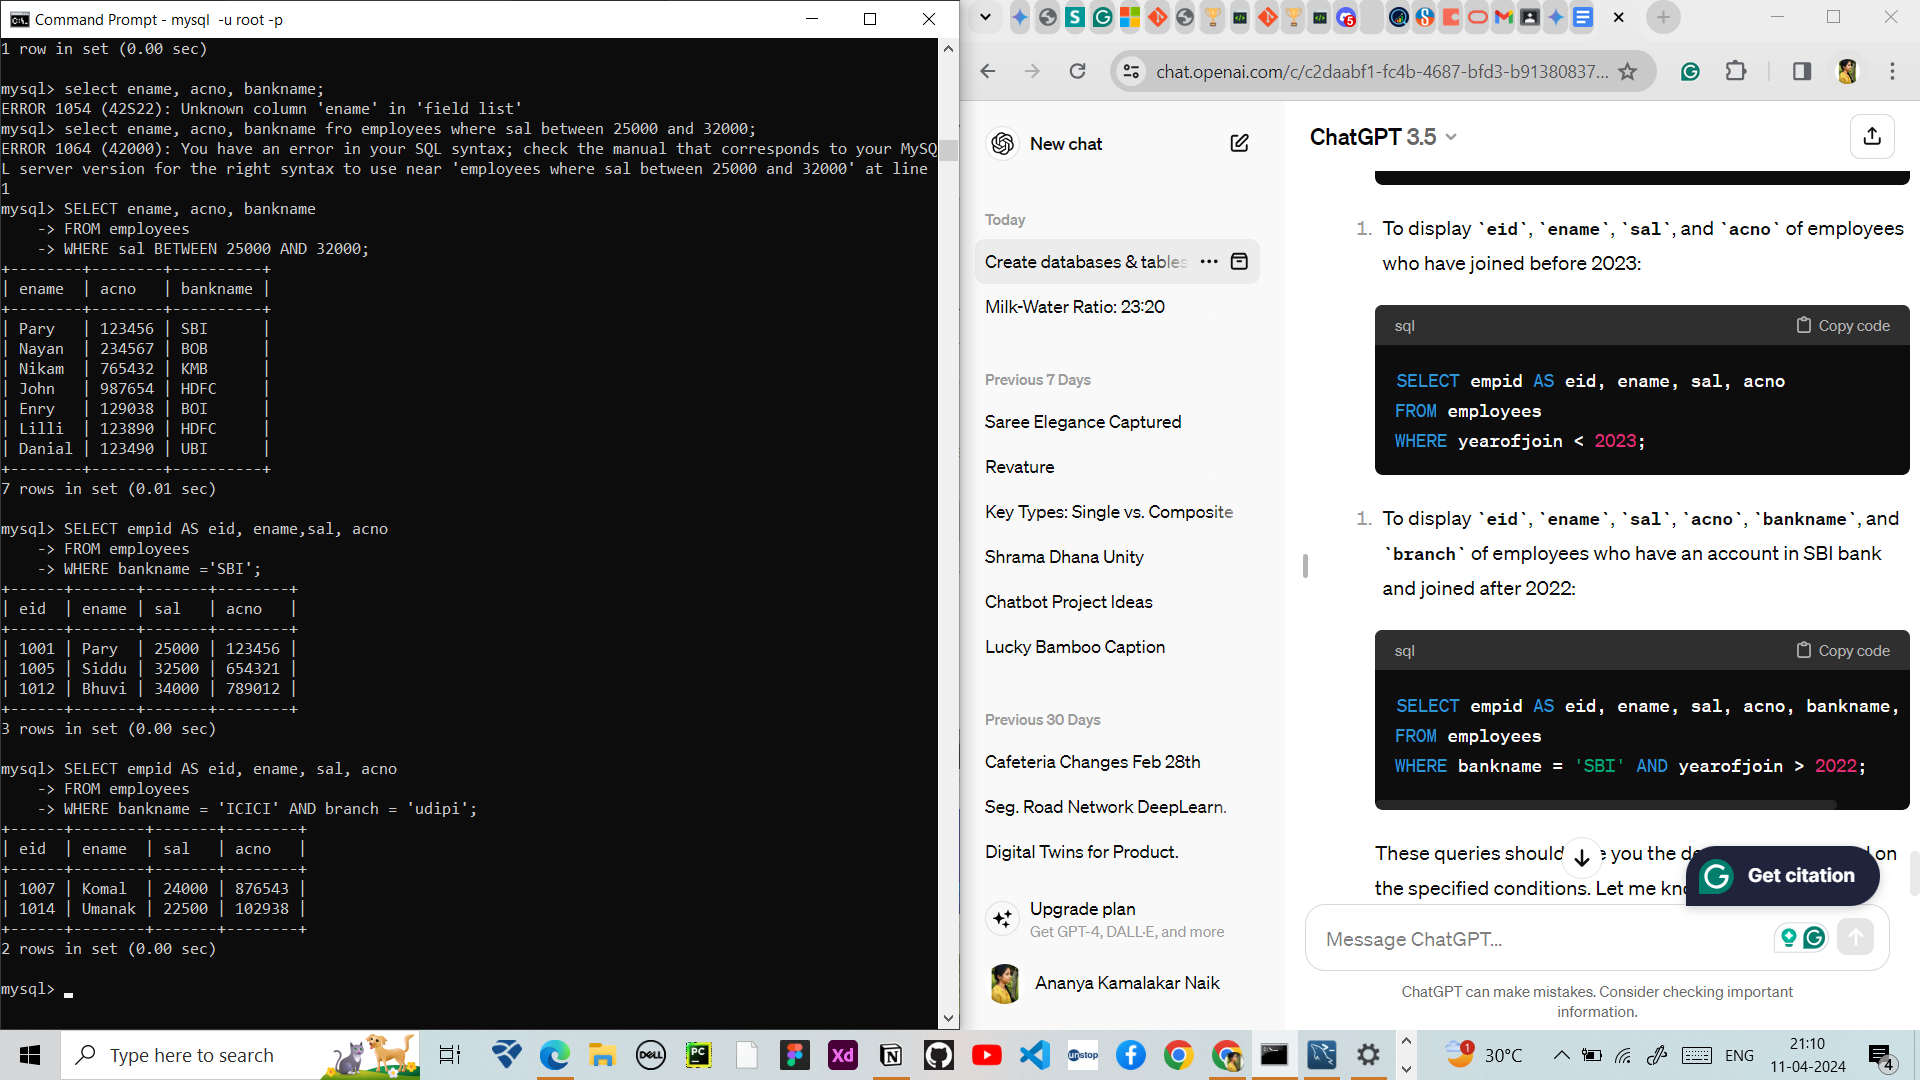 Command Prompt - mysql  -u root -p
1 row in set (0.00 sec)
mysql> select ename, acno, bankname;
ERROR 1054 (42S22): Unknown column 'ename' in 'field list'
mysql> select ename, acno, bankname fro employees where sal between 25000 and 32000;
ERROR 1064 (42000): You have an error in your SQL syntax; check the manual that corresponds to your MySQ
L server version for the right syntax to use near 'employees where sal between 25000 and 32000' at line
1
mysql> SELECT ename, acno, bankname
    -> FROM employees
    -> WHERE sal BETWEEN 25000 AND 32000;
+--------+--------+----------+
| ename  | acno   | bankname |
+--------+--------+----------+
| Pary   | 123456 | SBI      |
| Nayan  | 234567 | BOB      |
| Nikam  | 765432 | KMB      |
| John   | 987654 | HDFC     |
| Enry   | 129038 | BOI      |
| Lilli  | 123890 | HDFC     |
| Danial | 123490 | UBI      |
+--------+--------+----------+
7 rows in set (0.01 sec)
mysql> SELECT empid AS eid, ename,sal, acno
    -> FROM employees
    -> WHERE bankname ='SBI';
+------+-------+-------+--------+
| eid  | ename | sal   | acno   |
+------+-------+-------+--------+
| 1001 | Pary  | 25000 | 123456 |
| 1005 | Siddu | 32500 | 654321 |
| 1012 | Bhuvi | 34000 | 789012 |
+------+-------+-------+--------+
3 rows in set (0.00 sec)
mysql> SELECT empid AS eid, ename, sal, acno
    -> FROM employees
    -> WHERE bankname = 'ICICI' AND branch = 'udipi';
+------+--------+-------+--------+
| eid  | ename  | sal   | acno   |
+------+--------+-------+--------+
| 1007 | Komal  | 24000 | 876543 |
| 1014 | Umanak | 22500 | 102938 |
+------+--------+-------+--------+
2 rows in set (0.00 sec)
mysql>
chat.openai.com/c/c2daabf1-fc4b-4687-bfd3-b91380837...
New chat
Today
Create databases & tables
Milk-Water Ratio: 23:20
Previous 7 Days
Saree Elegance Captured
Revature
Key Types: Single vs. Composite
Shrama Dhana Unity
Chatbot Project Ideas
Lucky Bamboo Caption
Previous 30 Days
Cafeteria Changes Feb 28th
Seg. Road Network DeepLearn.
Digital Twins for Product.
Upgrade plan
Get GPT-4, DALL·E, and more
Ananya Kamalakar Naik
ChatGPT 3.5
1. To display `eid`, `ename`, `sal`, and `acno` of employees
who have joined before 2023:
sql
Copy code
SELECT empid AS eid, ename, sal, acno
FROM employees
WHERE yearofjoin < 2023;
1. To display `eid`, `ename`, `sal`, `acno`, `bankname`, and
`branch` of employees who have an account in SBI bank
and joined after 2022:
sql
Copy code
SELECT empid AS eid, ename, sal, acno, bankname,
FROM employees
WHERE bankname = 'SBI' AND yearofjoin > 2022;
These queries should you the on
the specified conditions. Let me
Get citation
Message ChatGPT...
ChatGPT can make mistakes. Consider checking important
information.
Type here to search
DELL
PC
Xd
unstop
1
30°C
ENG
21:10
11-04-2024
4